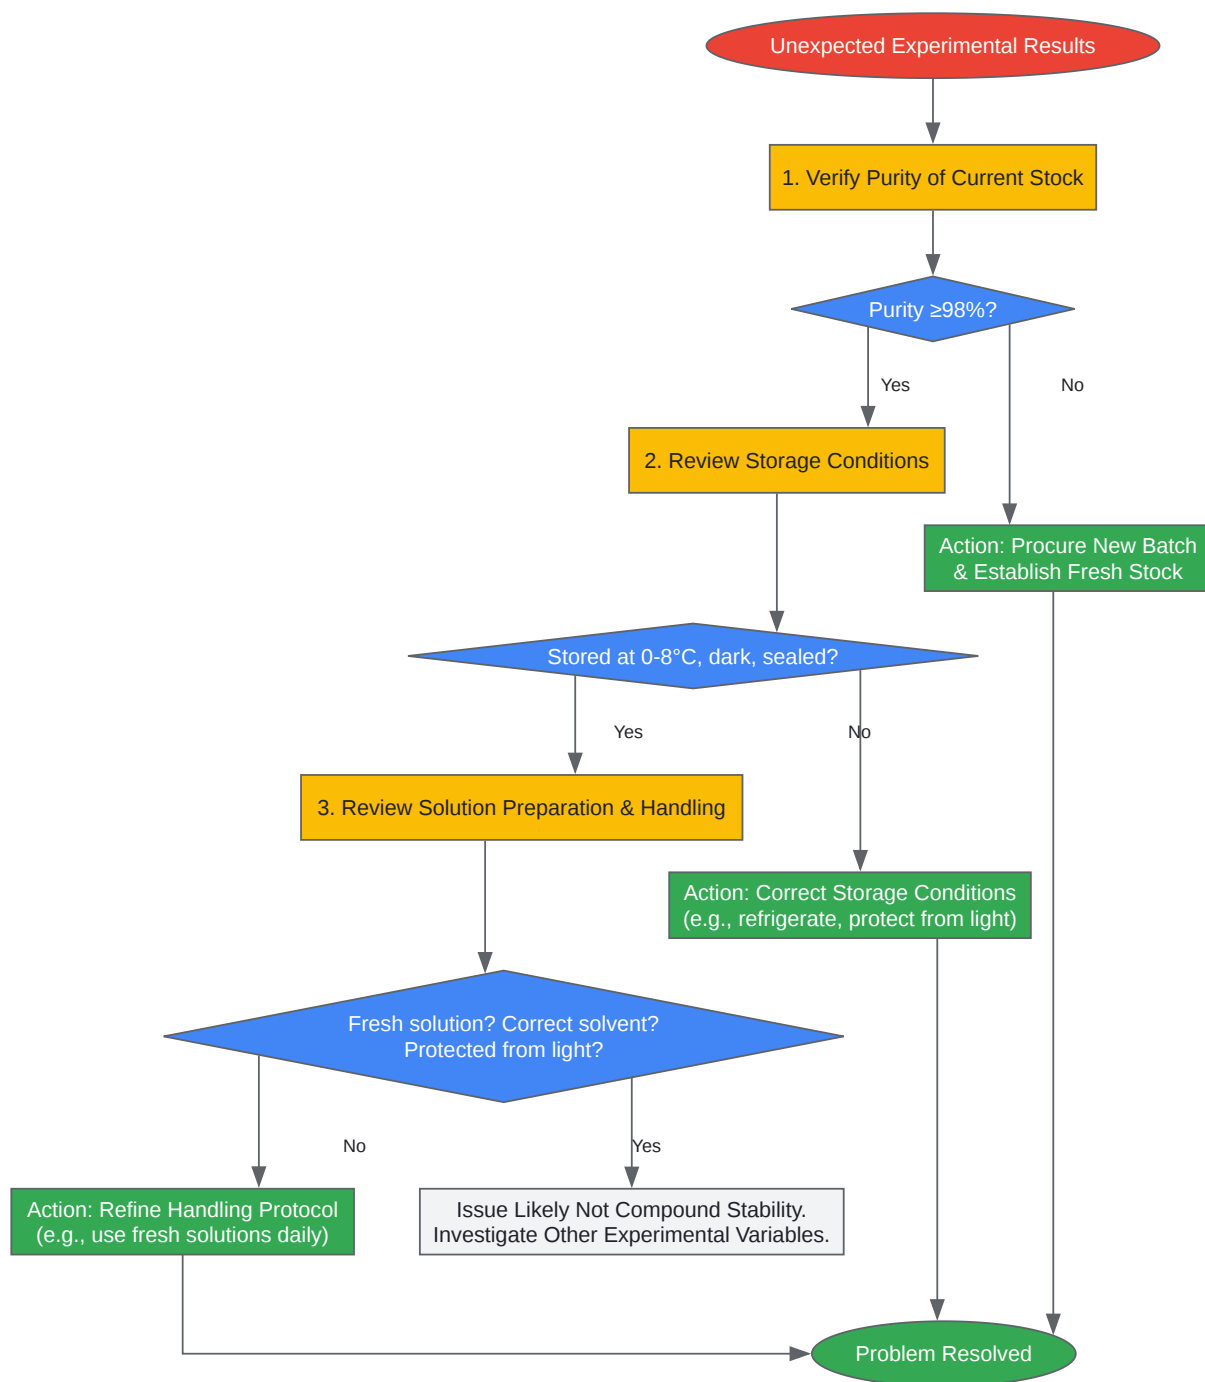 Unexpected Experimental Results
1. Verify Purity of Current Stock
Purity ≥98%?
Yes
No
2. Review Storage Conditions
Action: Procure New Batch
& Establish Fresh Stock
Stored at 0-8°C, dark, sealed?
Yes
No
3. Review Solution Preparation & Handling
Action: Correct Storage Conditions
(e.g., refrigerate, protect from light)
Fresh solution? Correct solvent?
Protected from light?
No
Yes
Action: Refine Handling Protocol
(e.g., use fresh solutions daily)
Issue Likely Not Compound Stability.
Investigate Other Experimental Variables.
Problem Resolved